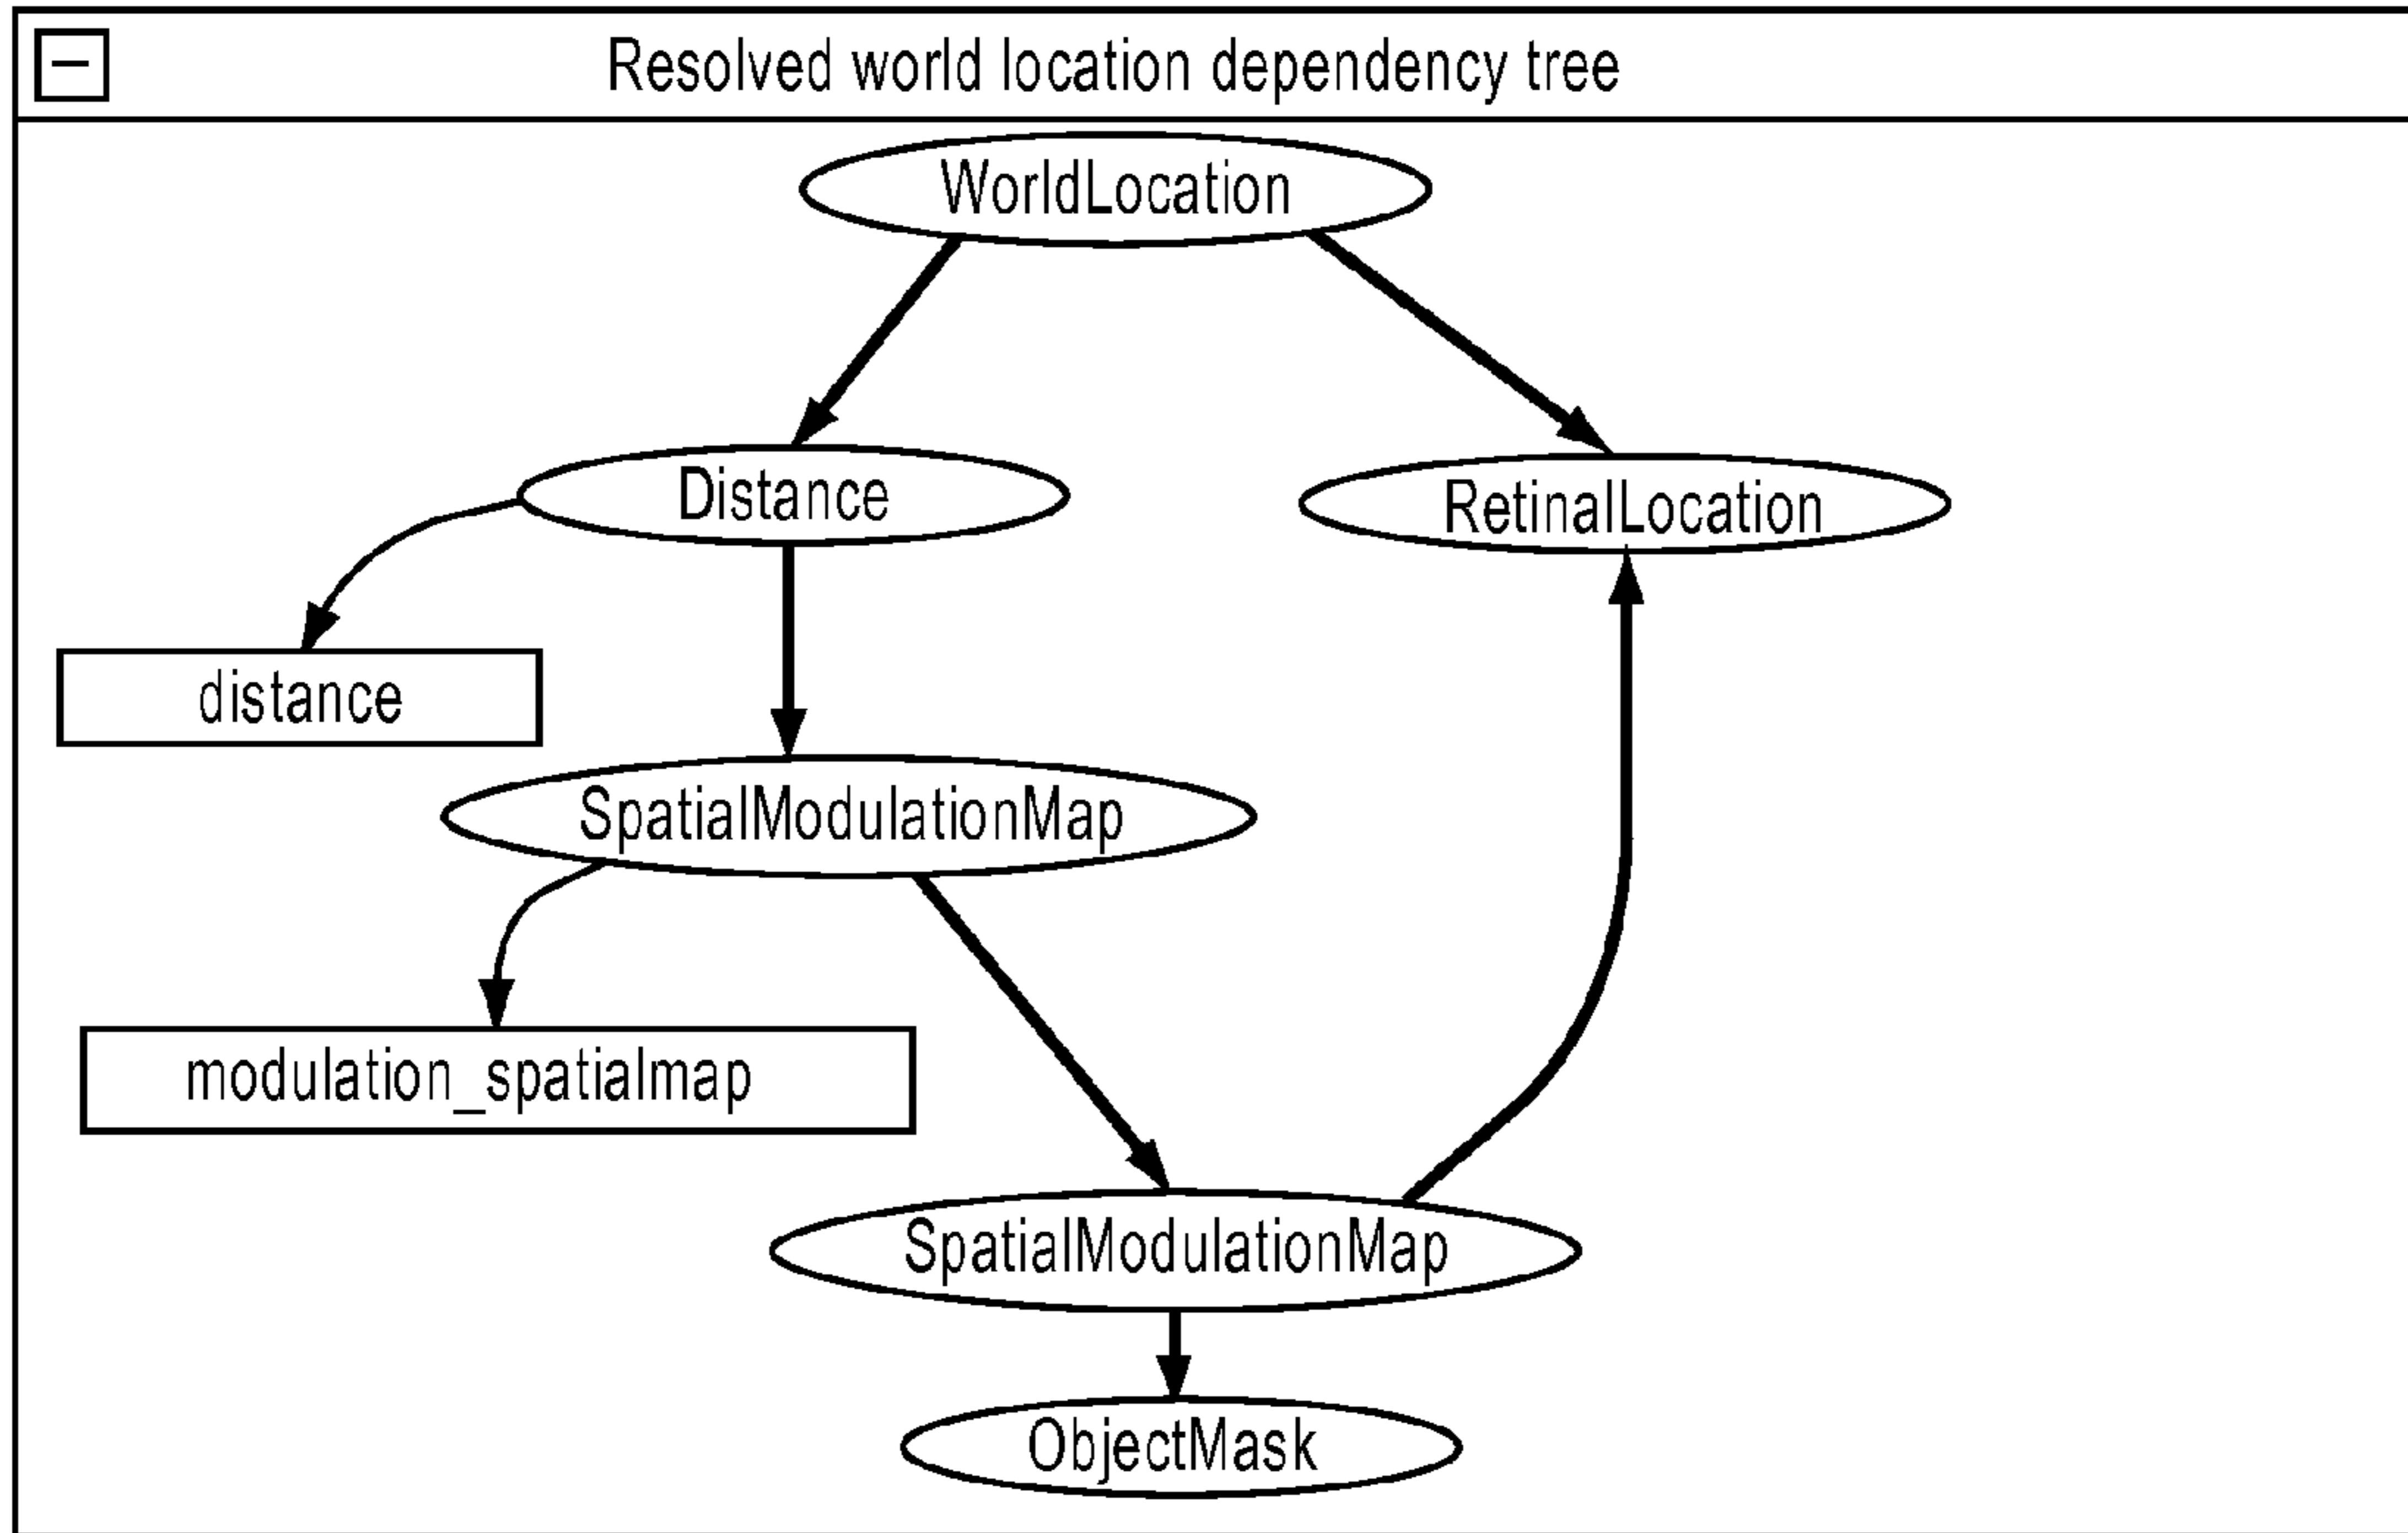 Resolved world location dependency tree
WorldLocation
Distance
RetinalLocation
distance
SpatialModulationMap
modulation_spatialmap
SpatialModulationMap
ObjectMask